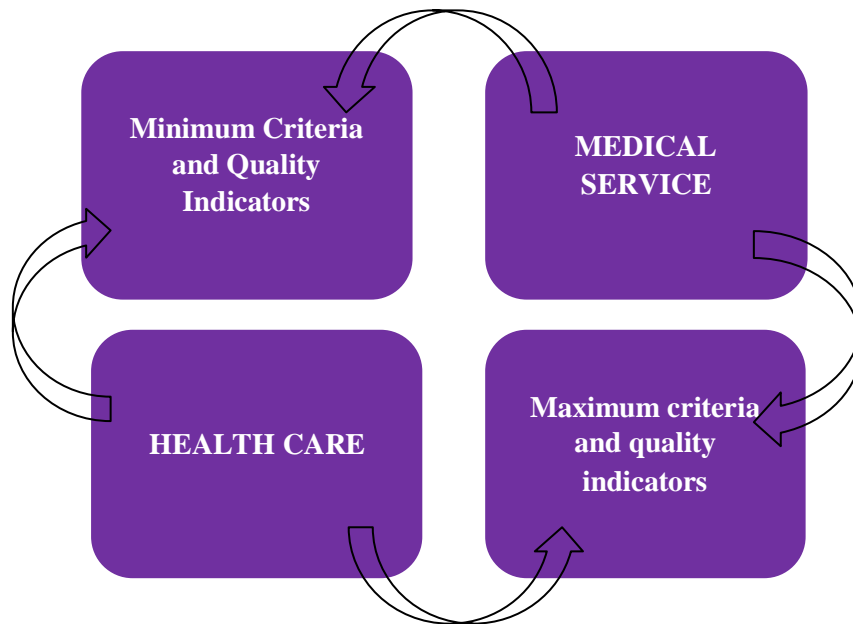 Minimum Criteria
and Quality
Indicators
MEDICAL
SERVICE
HEALTH CARE
Maximum criteria
and quality
indicators